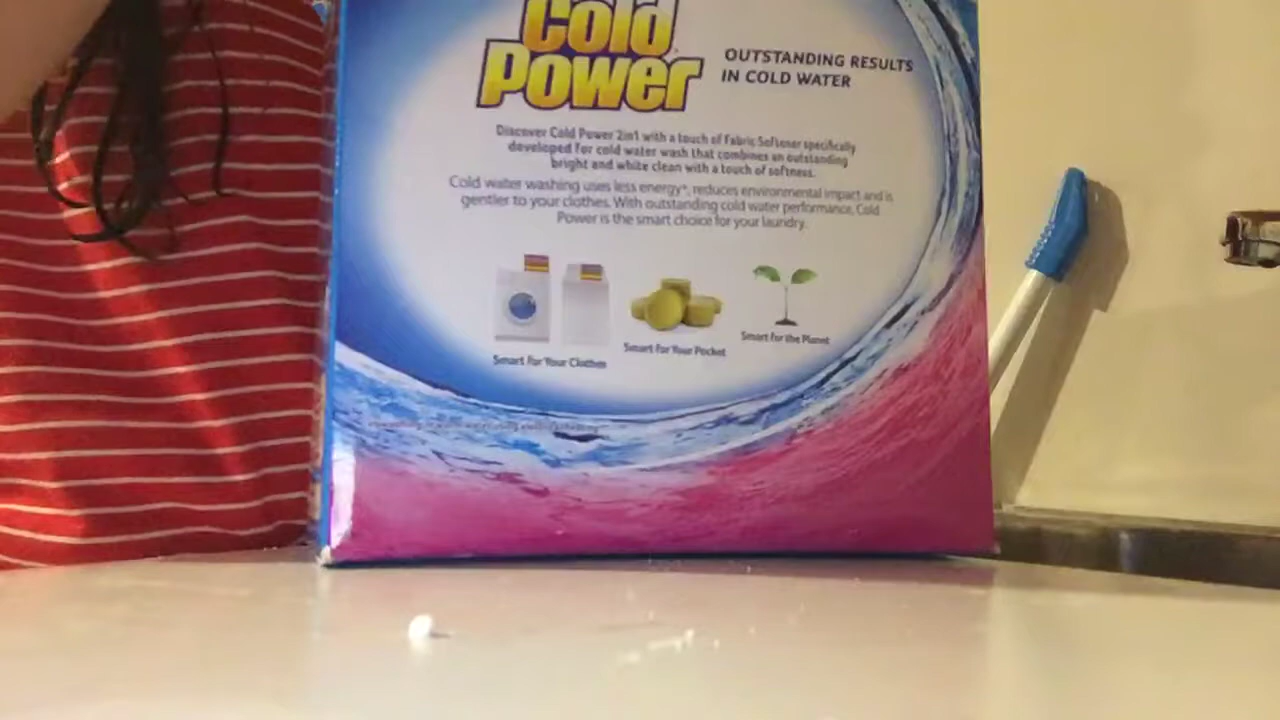 Cold
Power
OUTSTANDING RESULTS
IN COLD WATER
Discover Cold Power 2in1 with a touch of Fabric Softener specifically
developed for cold water wash that combines an outstanding
bright and white clean with a touch of softness.
Cold water washing uses less energy*, reduces environmental impact and is
gentler to your clothes. With outstanding cold water performance, Cold
Power is the smart choice for your laundry.
Smart for Your Clothes
Smart for Your Pocket
Smart for the Planet